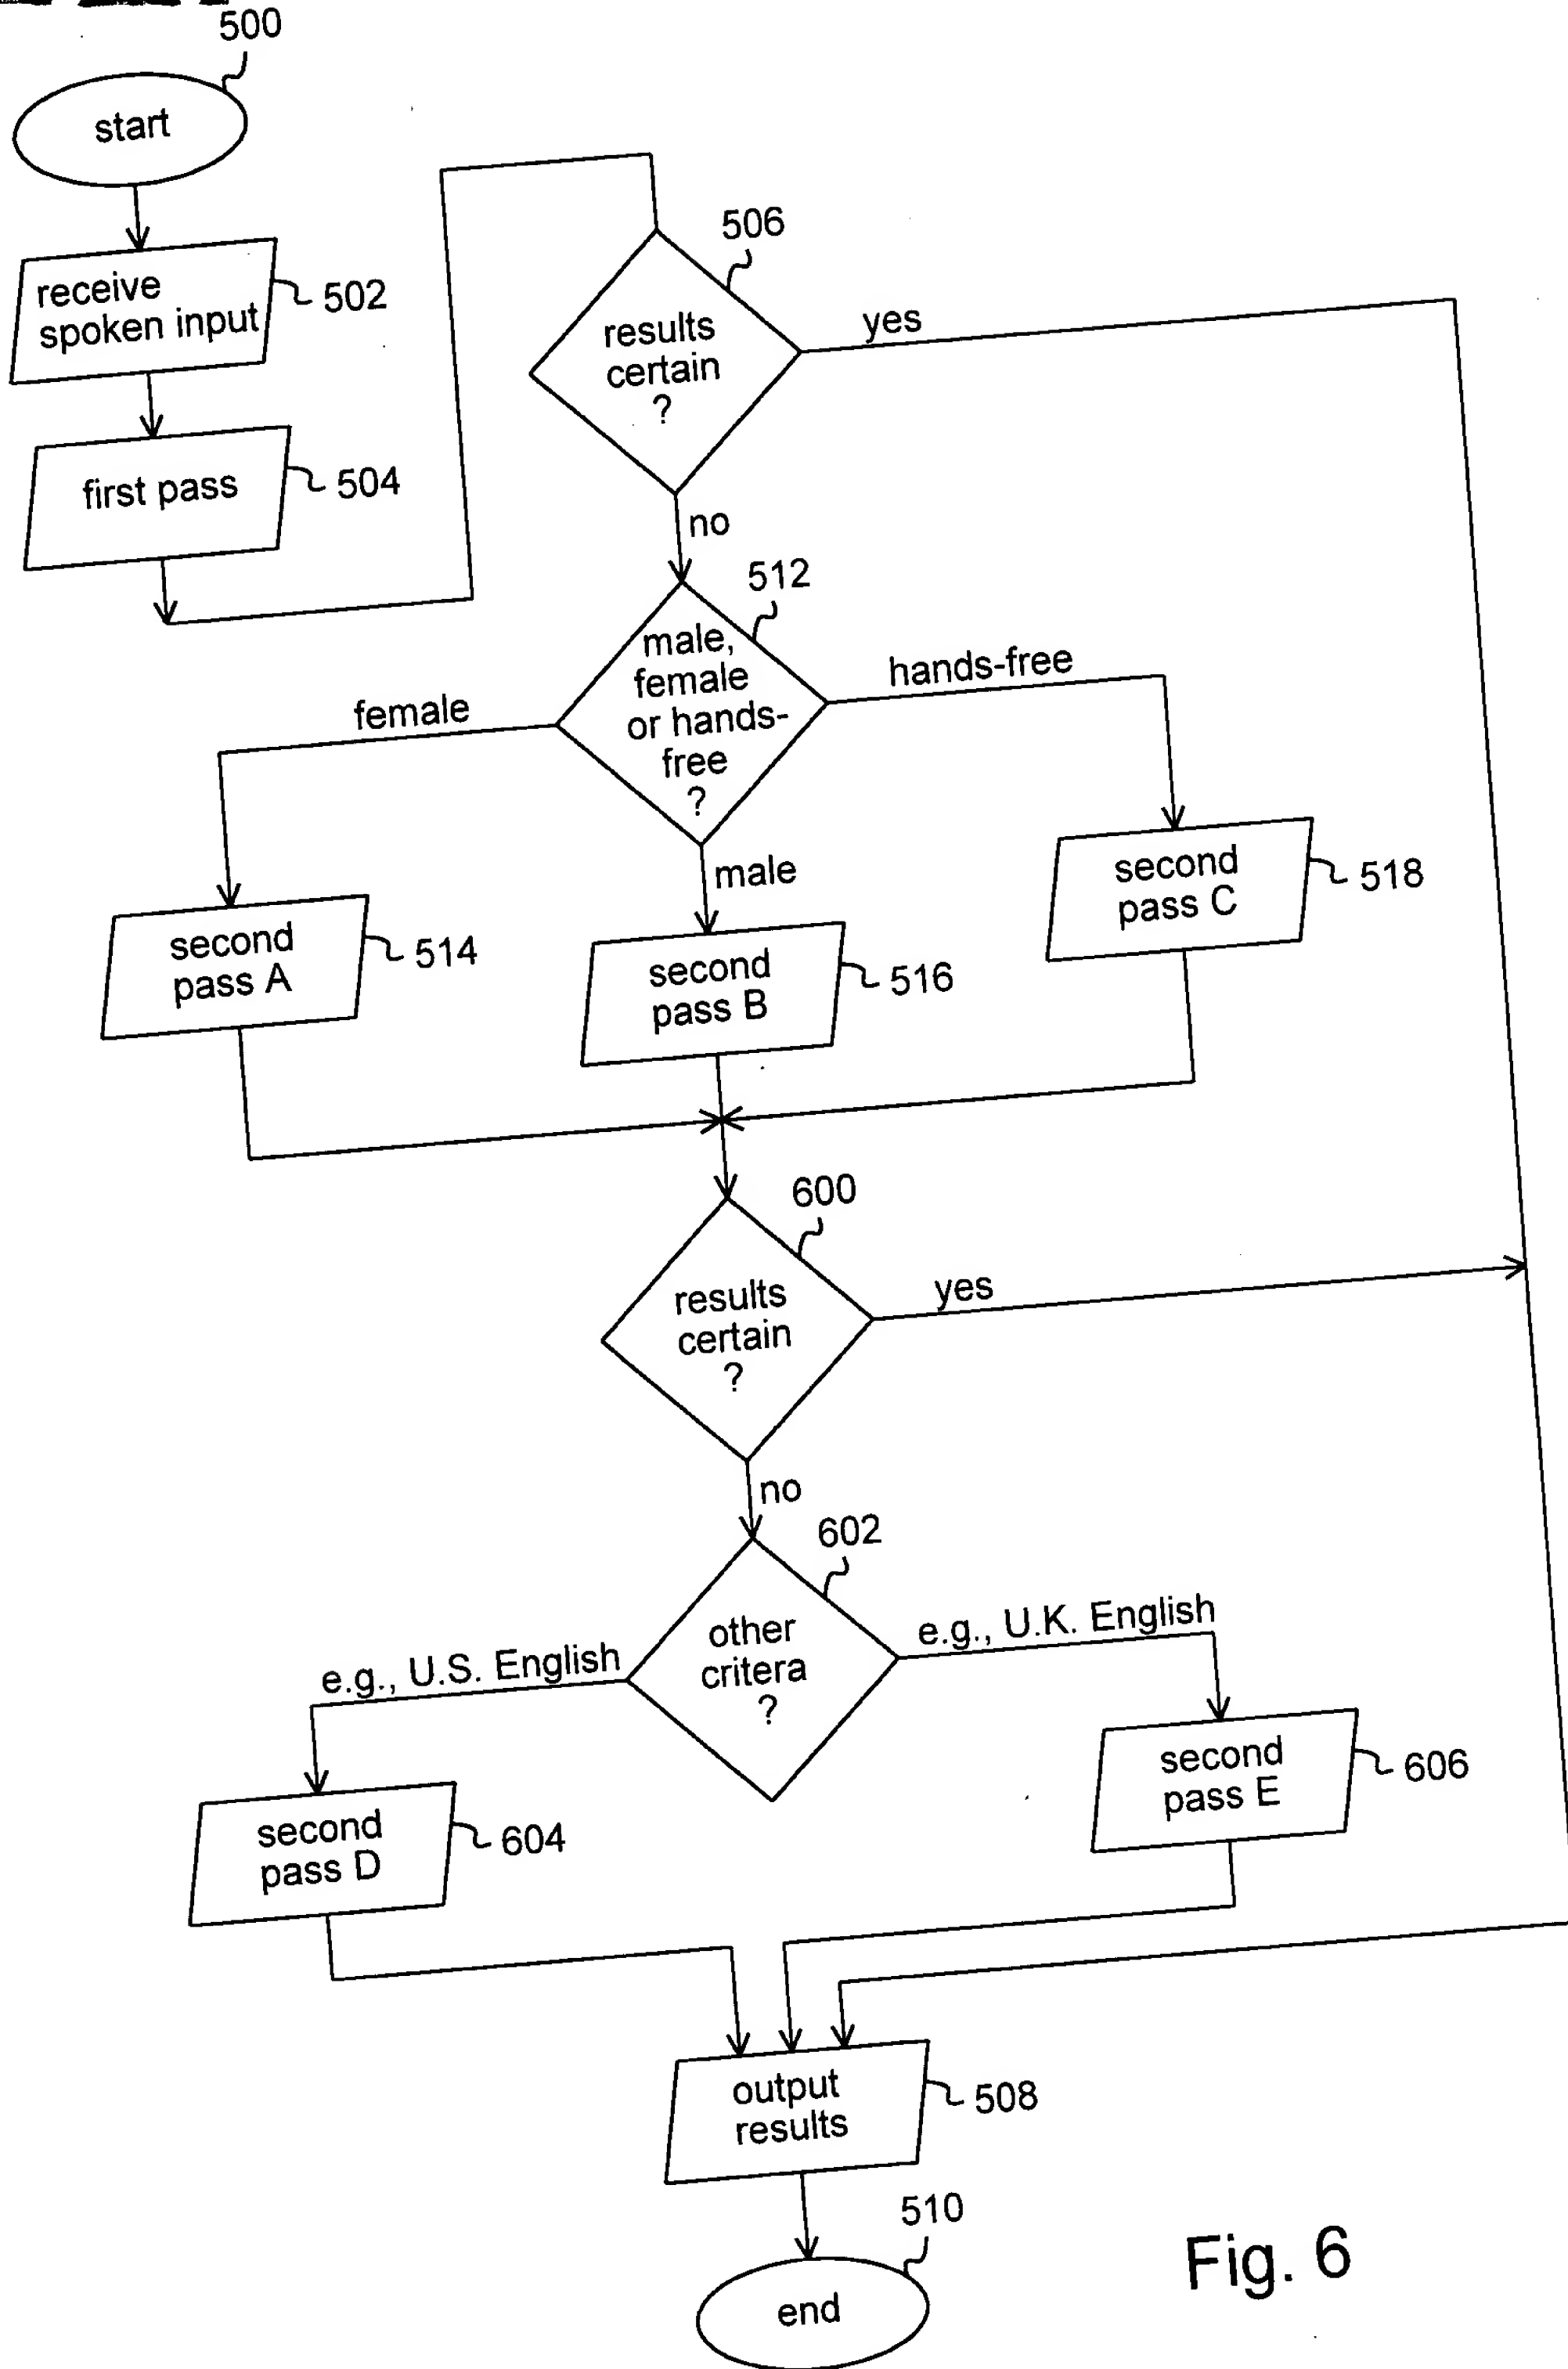 500
start
receive
spoken input
502
first pass
504
506
results
certain
?
yes
no
512
male,
female
or hands-
free
?
female
hands-free
male
second
pass A
514
second
pass B
516
second
pass C
518
600
results
certain
?
yes
no
602
other
critera
?
e.g., U.S. English
e.g., U.K. English
second
pass D
604
second
pass E
606
output
results
508
510
end
Fig. 6